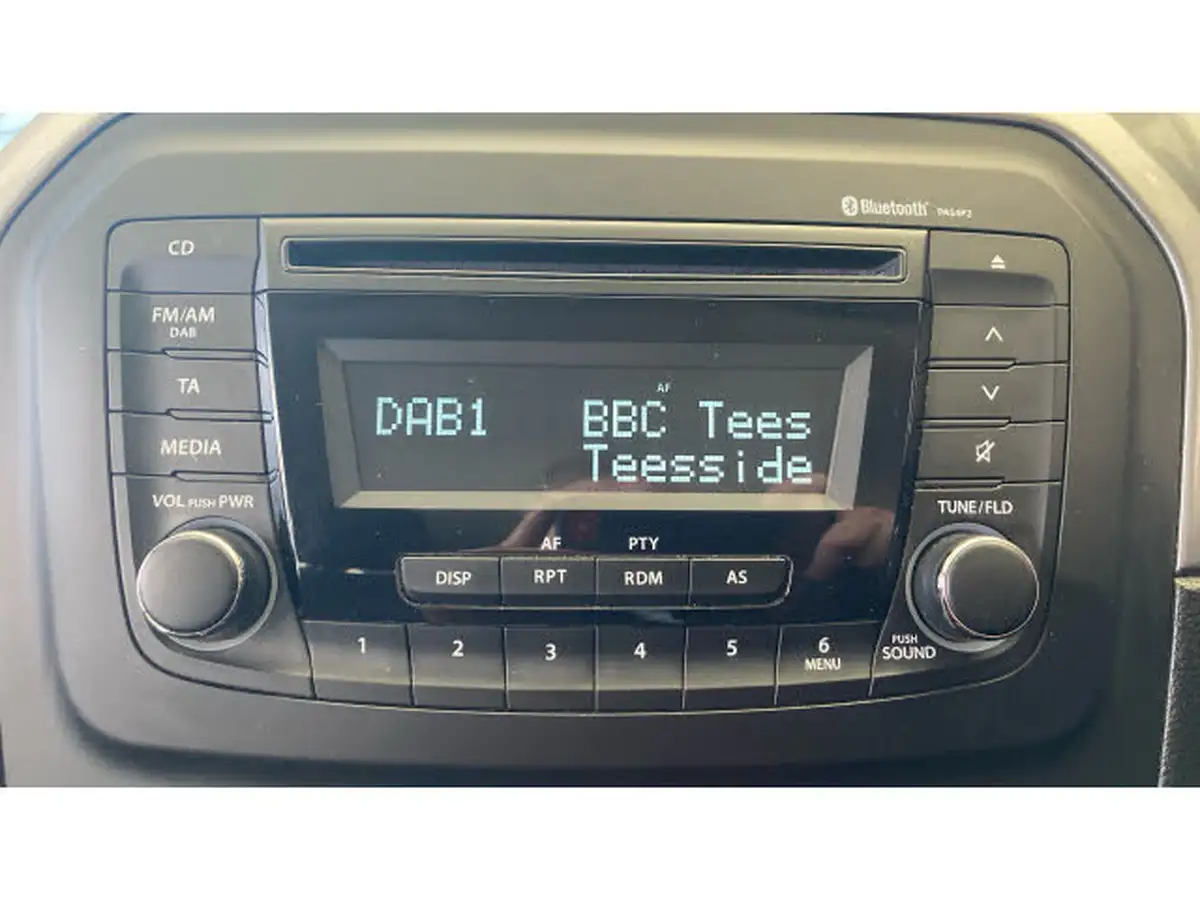 Bluetooth
CD
FM/AM
DAB
TA
MEDIA
VOL PUSH PWR
AF
DAB1 BBC Tees
Teesside
TUNE/FLD
AF PTY
DISP RPT RDM AS
1 2 3 4 5 6
MENU
PUSH
SOUND